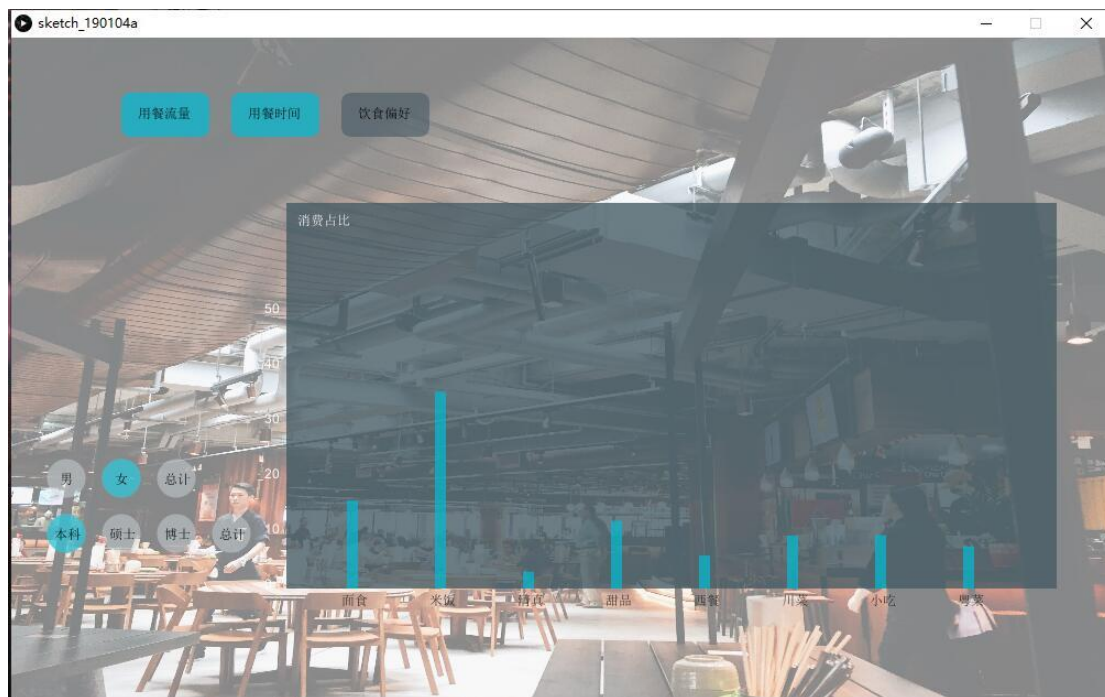 sketch_190104a
用餐流量 用餐时间 饮食偏好
消费占比
50
40
30
20
10
男 女 总计
本科 硕士 博士 总计
面食 米饭 清真 甜品 西餐 川菜 小吃 粤菜